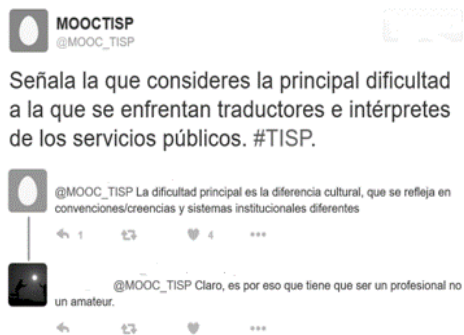 MOOCTISP
@MOOC_TISP
Señala la que consideres la principal dificultad
a la que se enfrentan traductores e intérpretes
de los servicios públicos. #TISP.
@MOOC_TISP La dificultad principal es la diferencia cultural, que se refleja en
convenciones/creencias y sistemas institucionales diferentes
1 4
@MOOC_TISP Claro, es por eso que tiene que ser un profesional no
un amateur.